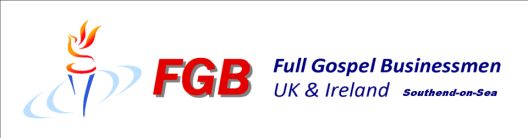 FGB
Full Gospel Businessmen
UK & Ireland Southend-on-Sea